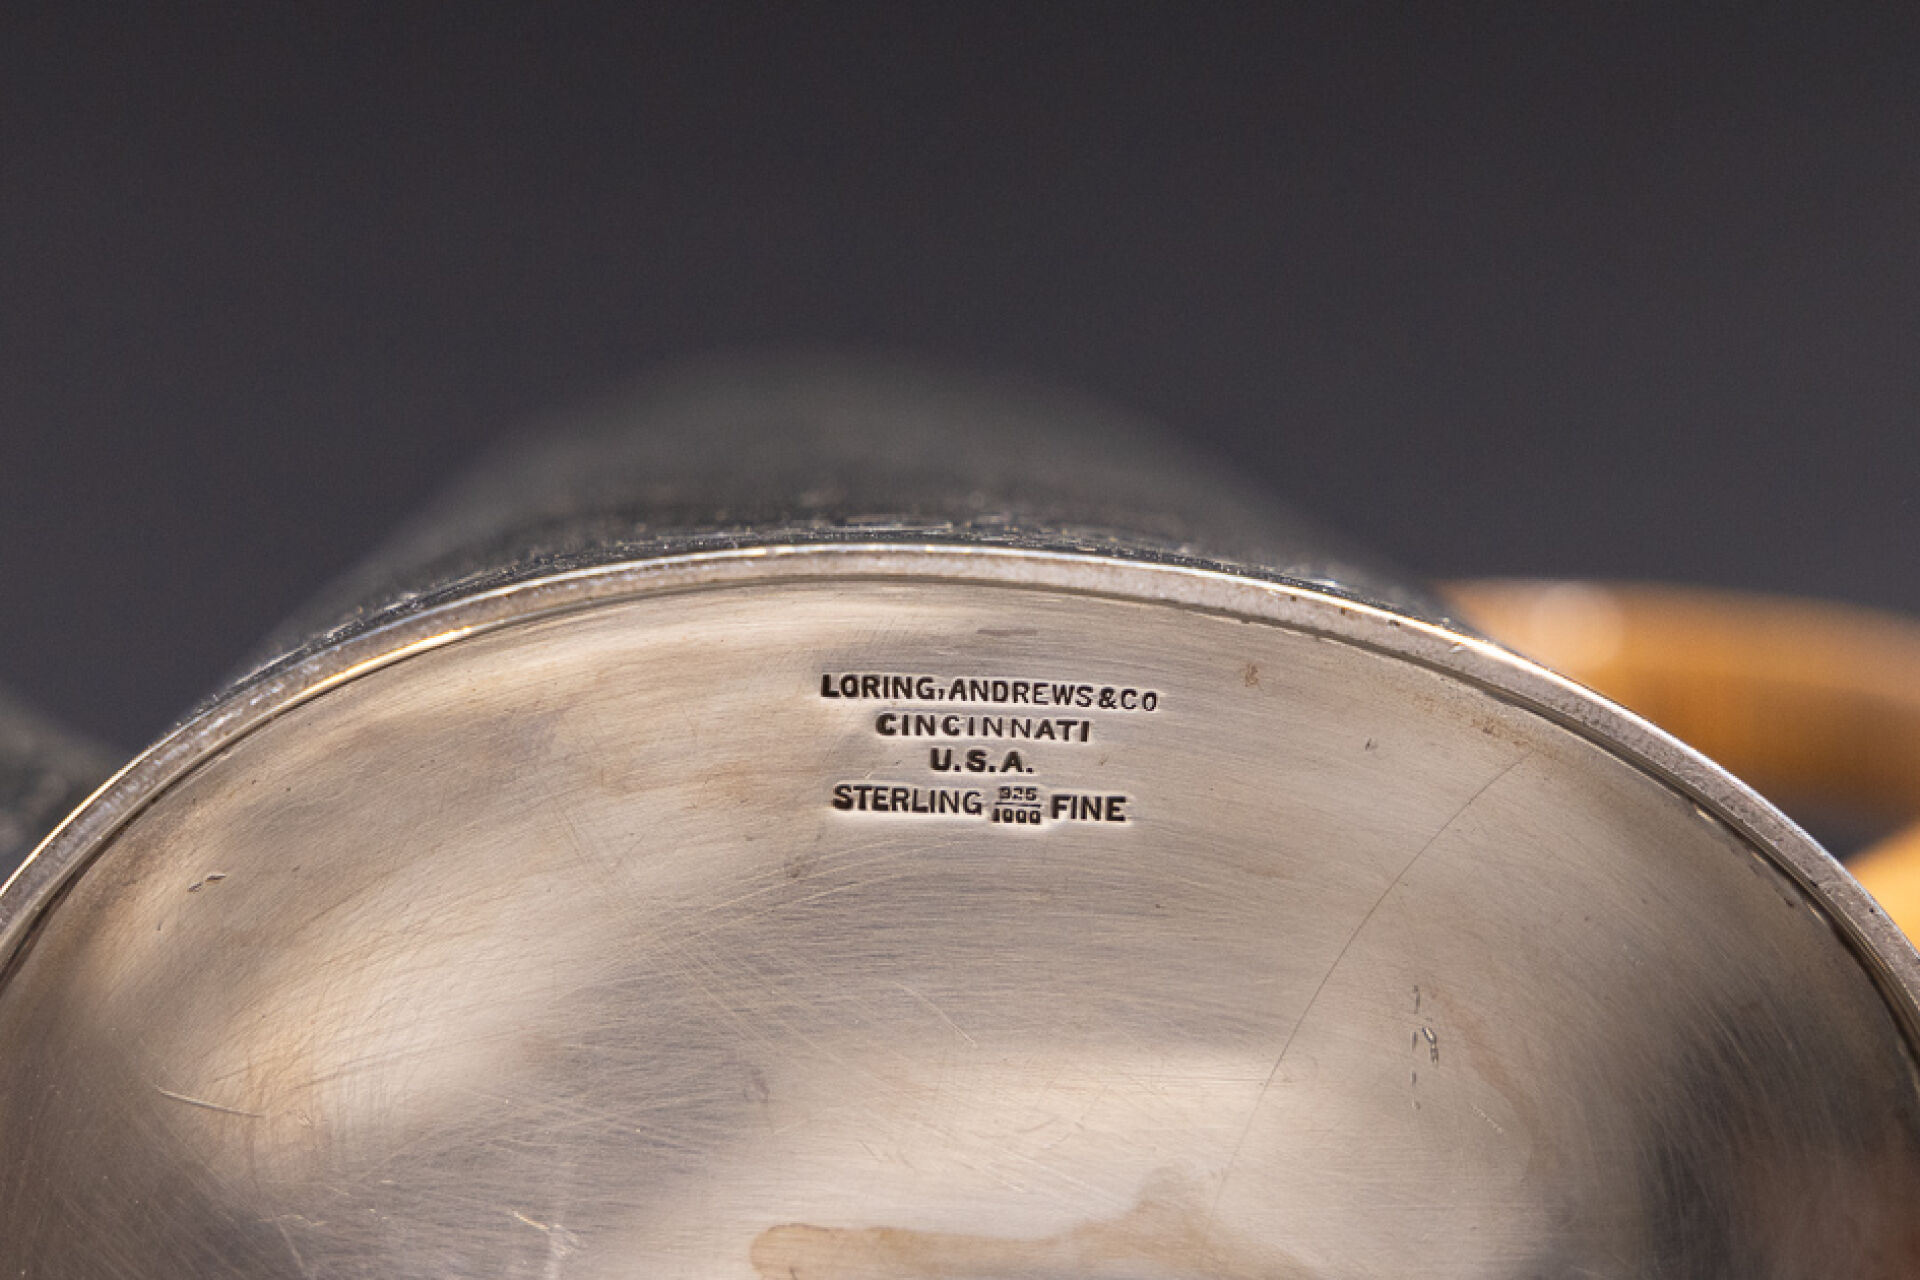 LORING, ANDREWS & CO
CINCINNATI
U.S.A.
STERLING 925/1000 FINE